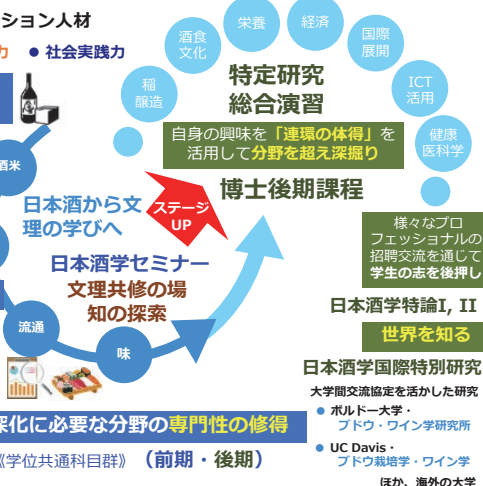 ション人材
力 ● 社会実践力
稲
醸造
酒食
文化
栄養
経済
国際
展開
ICT
活用
健康
医科学
特定研究
総合演習
自身の興味を「連環の体得」を
活用して分野を超え深掘り
博士後期課程
酒米
日本酒から文
理の学びへ
ステージ
UP
日本酒学セミナー
文理共修の場
知の探索
流通
味
様々なプロ
フェッショナルの
招聘交流を通じて
学生の志を後押し
日本酒学特論I, II
世界を知る
日本酒学国際特別研究
大学間交流協定を活かした研究
● ボルドー大学・
ブドウ・ワイン学研究所
● UC Davis・
ブドウ栽培学・ワイン学
ほか、海外の大学
深化に必要な分野の専門性の修得
《学位共通科目群》（前期・後期）